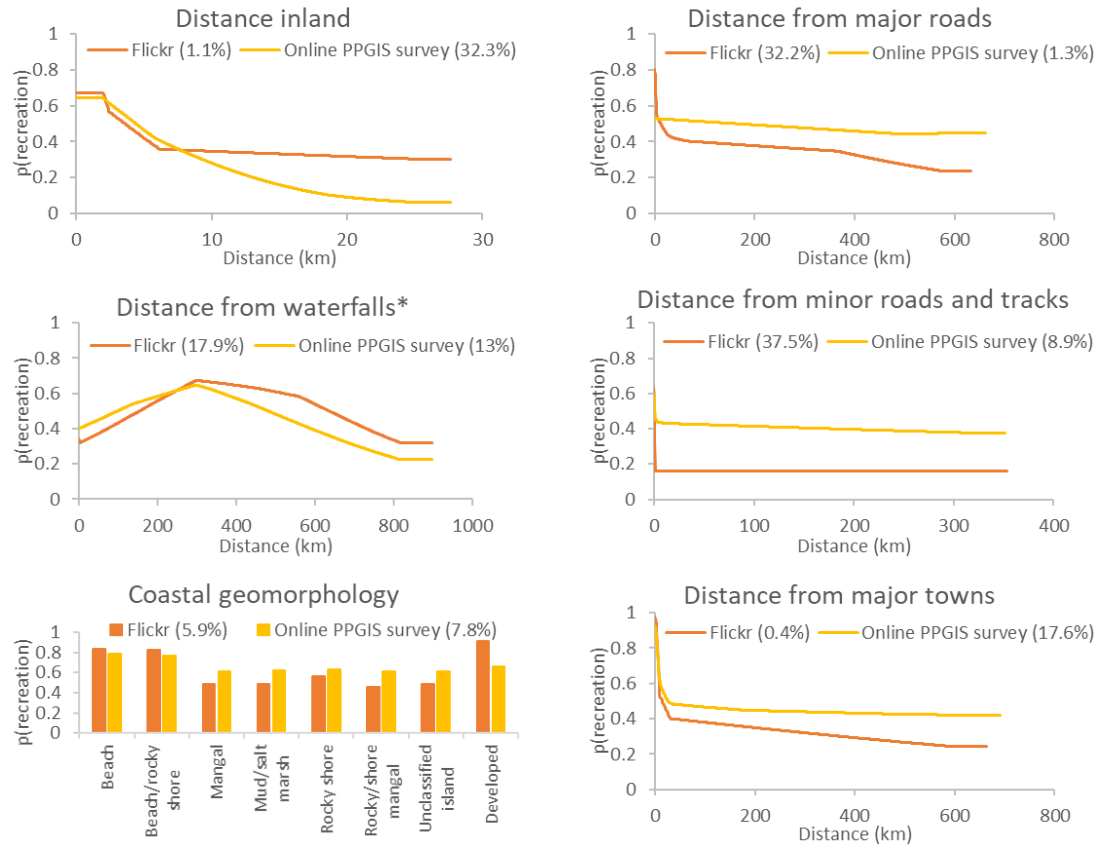 Distance inland
Flickr (1.1%) Online PPGIS survey (32.3%)
p(recreation)
1
0.8
0.6
0.4
0.2
0
0 10 20 30
Distance (km)
Distance from major roads
Flickr (32.2%) Online PPGIS survey (1.3%)
p(recreation)
1
0.8
0.6
0.4
0.2
0
0 200 400 600 800
Distance (km)
Distance from waterfalls*
Flickr (17.9%) Online PPGIS survey (13%)
p(recreation)
1
0.8
0.6
0.4
0.2
0
0 200 400 600 800 1000
Distance (km)
Distance from minor roads and tracks
Flickr (37.5%) Online PPGIS survey (8.9%)
p(recreation)
1
0.8
0.6
0.4
0.2
0
0 100 200 300 400
Distance (km)
Coastal geomorphology
Flickr (5.9%) Online PPGIS survey (7.8%)
p(recreation)
1
0.8
0.6
0.4
0.2
0
Beach
Beach/rocky
shore
Mangal
Mud/salt
marsh
Rocky shore
Rocky/shore
mangal
Unclassified
island
Developed
Distance from major towns
Flickr (0.4%) Online PPGIS survey (17.6%)
p(recreation)
1
0.8
0.6
0.4
0.2
0
0 200 400 600 800
Distance (km)